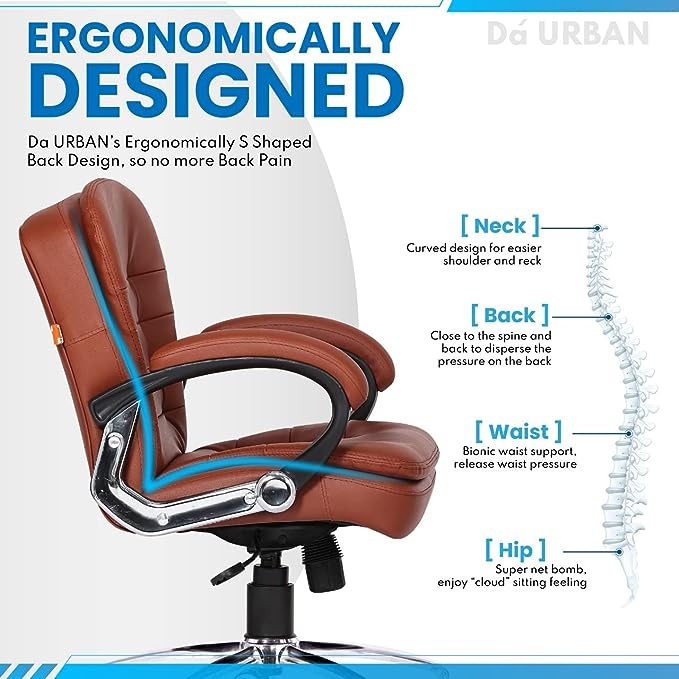 Dá URBAN
ERGONOMICALLY
DESIGNED
Da URBAN's Ergonomically S Shaped
Back Design, so no more Back Pain
[ Neck ]
Curved design for easier
shoulder and reck
[ Back ]
Close to the spine and
back to disperse the
pressure on the back
[ Waist ]
Bionic waist support,
release waist pressure
[ Hip ]
Super net bomb,
enjoy “cloud” sitting feeling